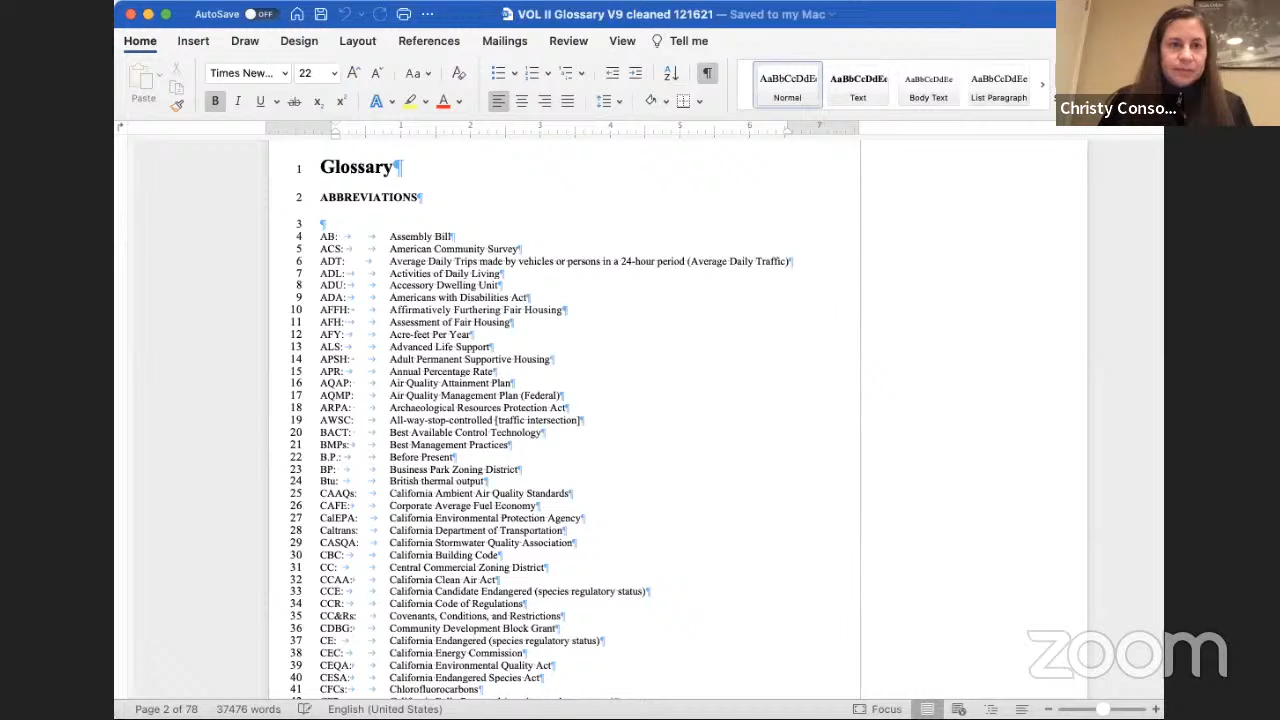 AutoSave OFF
VOL II Glossary V9 cleaned 121621 — Saved to my Mac
Home Insert Draw Design Layout References Mailings Review View Tell me
Paste
Times New... 22
AaBbCcDdE AaBbCcDdEe AaBbCcDdEe AaBbCcDdEe
Normal Text Body Text List Paragraph
Christy Conso...
1 2 3 4 5 6 7
1 Glossary¶
2 ABBREVIATIONS¶
3 ¶
4 AB: Assembly Bill¶
5 ACS: American Community Survey¶
6 ADT: Average Daily Trips made by vehicles or persons in a 24-hour period (Average Daily Traffic)¶
7 ADL: Activities of Daily Living¶
8 ADU: Accessory Dwelling Unit¶
9 ADA: Americans with Disabilities Act¶
10 AFFH: Affirmatively Furthering Fair Housing¶
11 AFH: Assessment of Fair Housing¶
12 AFY: Acre-feet Per Year¶
13 ALS: Advanced Life Support¶
14 APSH: Adult Permanent Supportive Housing¶
15 APR: Annual Percentage Rate¶
16 AQAP: Air Quality Attainment Plan¶
17 AQMP: Air Quality Management Plan (Federal)¶
18 ARPA: Archaeological Resources Protection Act¶
19 AWSC: All-way-stop-controlled [traffic intersection]¶
20 BACT: Best Available Control Technology¶
21 BMPs: Best Management Practices¶
22 B.P.: Before Present¶
23 BP: Business Park Zoning District¶
24 Btu: British thermal output¶
25 CAAQs: California Ambient Air Quality Standards¶
26 CAFE: Corporate Average Fuel Economy¶
27 CalEPA: California Environmental Protection Agency¶
28 Caltrans: California Department of Transportation¶
29 CASQA: California Stormwater Quality Association¶
30 CBC: California Building Code¶
31 CC: Central Commercial Zoning District¶
32 CCAA: California Clean Air Act¶
33 CCE: California Candidate Endangered (species regulatory status)¶
34 CCR: California Code of Regulations¶
35 CC&Rs: Covenants, Conditions, and Restrictions¶
36 CDBG: Community Development Block Grant¶
37 CE: California Endangered (species regulatory status)¶
38 CEC: California Energy Commission¶
39 CEQA: California Environmental Quality Act¶
40 CESA: California Endangered Species Act¶
41 CFCs: Chlorofluorocarbons¶
zoom
Page 2 of 78 37476 words English (United States) Focus